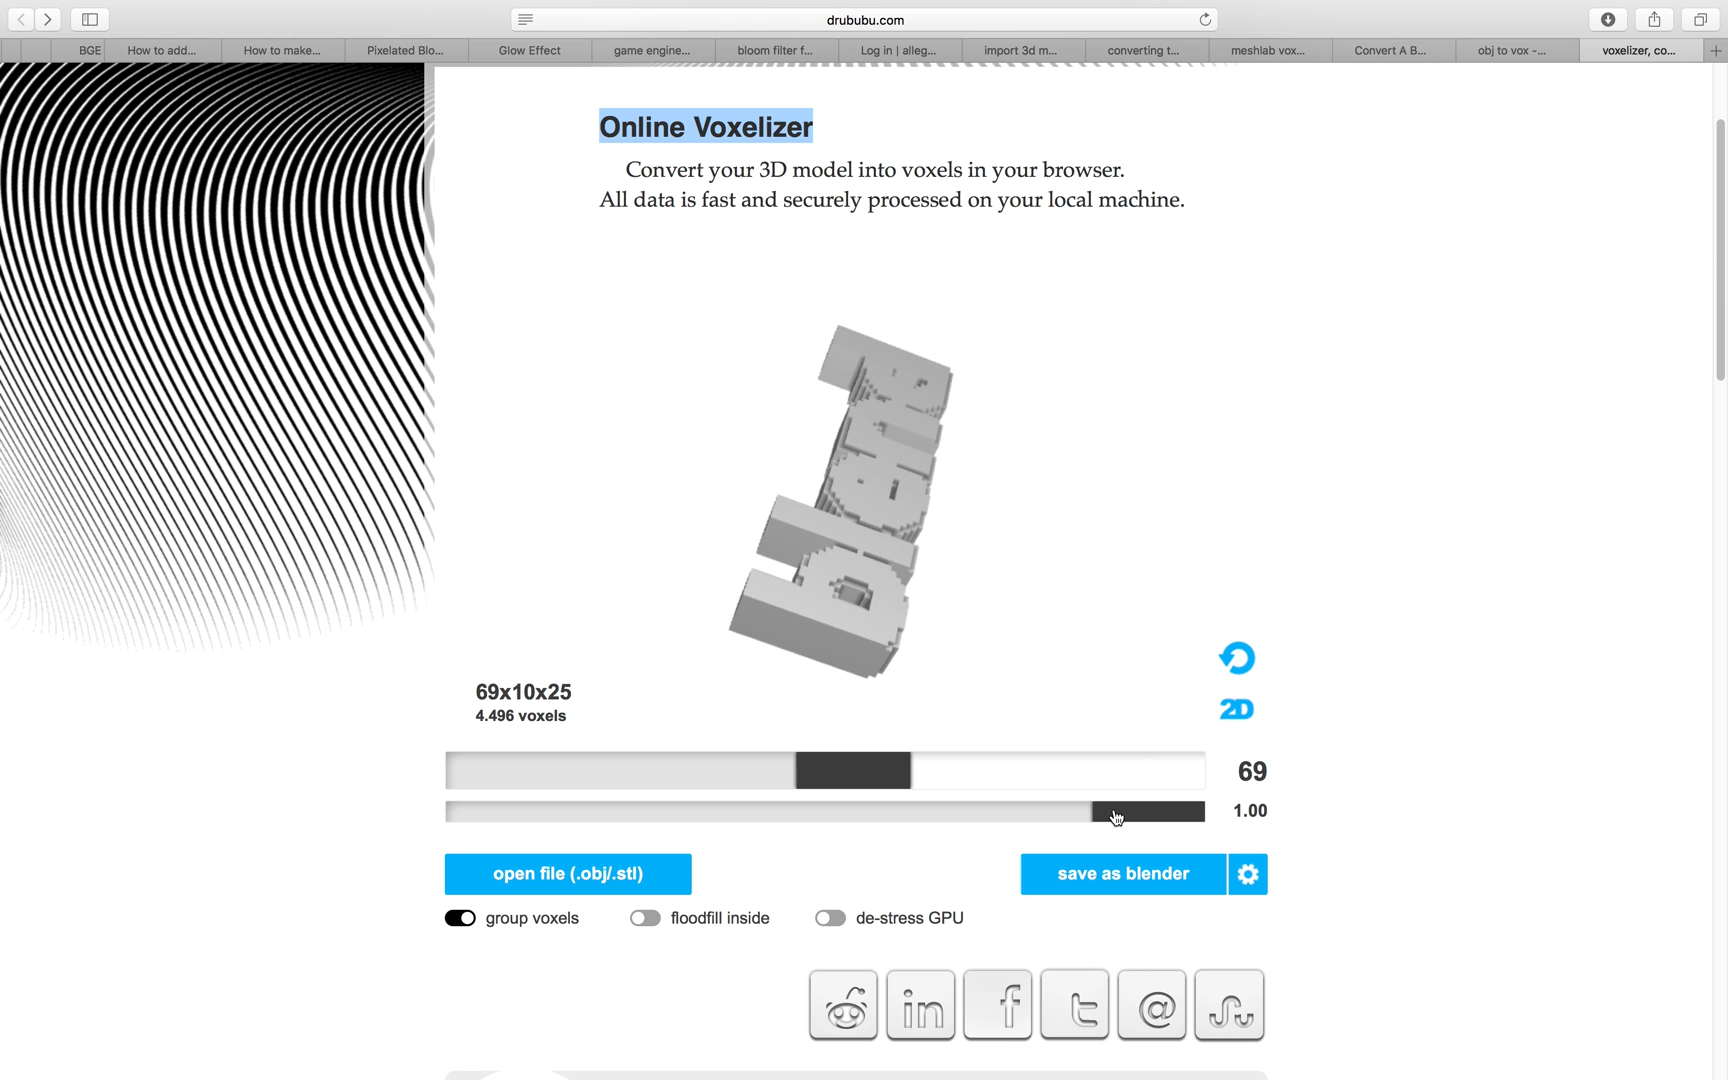 drububu.com
BGE
How to add...
How to make...
Pixelated Blo...
Glow Effect
game engine...
bloom filter f...
Log in | alleg...
import 3d m...
converting t...
meshlab vox...
Convert A B...
obj to vox -...
voxelizer, co...
Online Voxelizer
Convert your 3D model into voxels in your browser.
All data is fast and securely processed on your local machine.
69x10x25
4.496 voxels
2D
69
1.00
open file (.obj/.stl)
save as blender
group voxels
floodfill inside
de-stress GPU
in
f
t
@